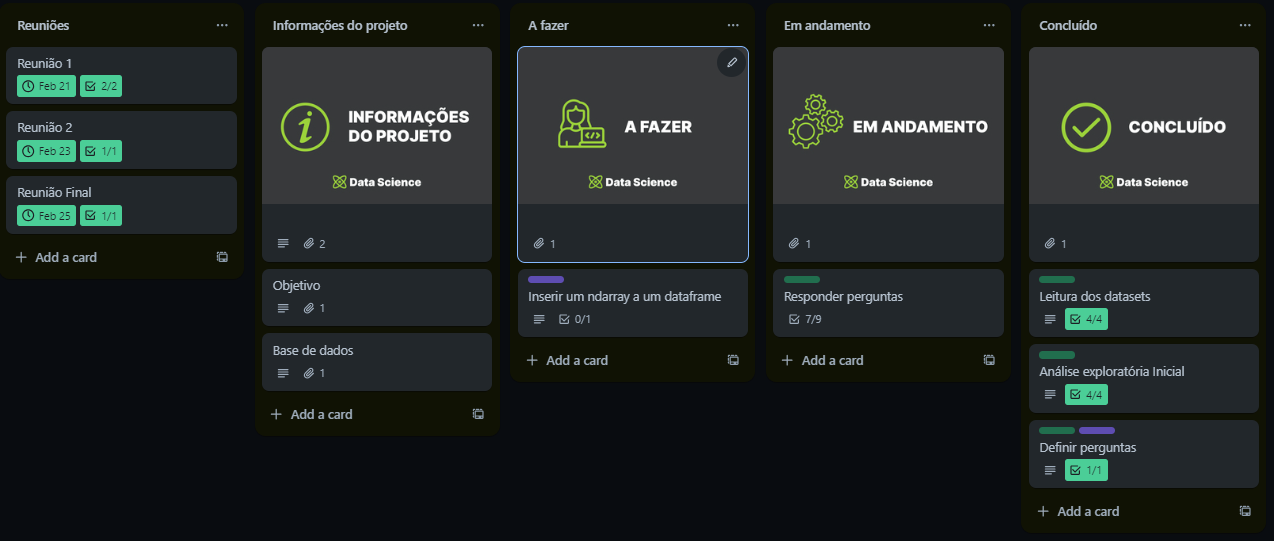 Reuniões
Reunião 1
Feb 21 2/2
Reunião 2
Feb 23 1/1
Reunião Final
Feb 25 1/1
Add a card
Informações do projeto
INFORMAÇÕES
DO PROJETO
Data Science
2
Objetivo
1
Base de dados
1
Add a card
A fazer
A FAZER
Data Science
1
Inserir um ndarray a um dataframe
0/1
Add a card
Em andamento
EM ANDAMENTO
Data Science
1
Responder perguntas
7/9
Add a card
Concluído
CONCLUÍDO
Data Science
1
Leitura dos datasets
4/4
Análise exploratória Inicial
4/4
Definir perguntas
1/1
Add a card